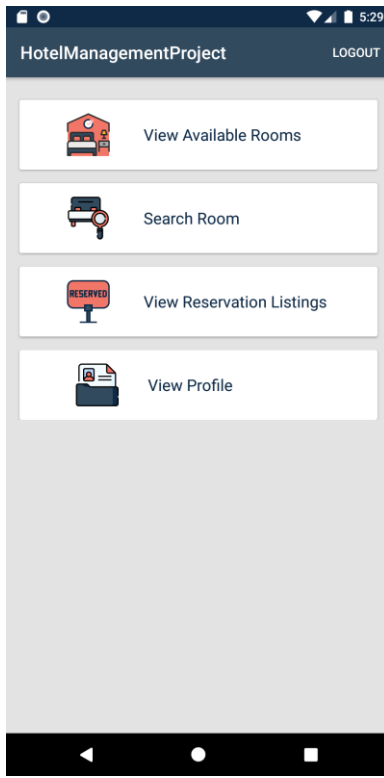 5:29
HotelManagementProject LOGOUT
View Available Rooms
Search Room
RESERVED
View Reservation Listings
View Profile